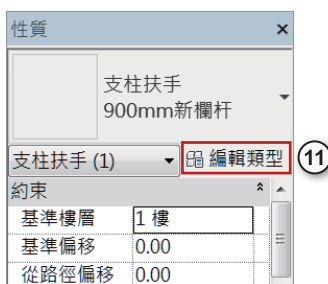 性質
支柱扶手
900mm新欄杆
支柱扶手 (1)
編輯類型
11
約束
基準樓層 1 樓
基準偏移 0.00
從路徑偏移 0.00